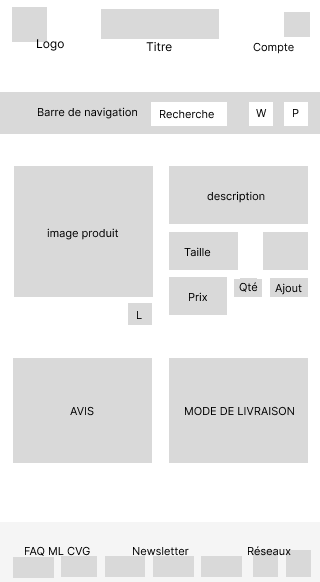 Logo
Titre
Compte
Barre de navigation
Recherche
W
P
image produit
description
Taille
Qté
Ajout
Prix
L
AVIS
MODE DE LIVRAISON
FAQ ML CVG
Newsletter
Réseaux